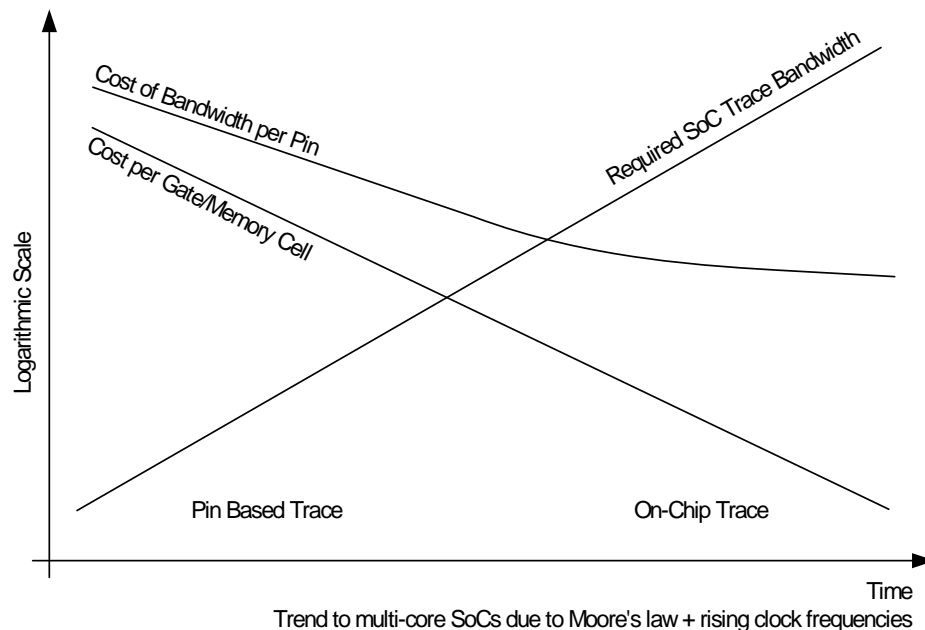 Cost of Bandwidth per Pin
Cost per Gate/Memory Cell
Required SoC Trace Bandwidth
Logarithmic Scale
Pin Based Trace
On-Chip Trace
Time
Trend to multi-core SoCs due to Moore's law + rising clock frequencies